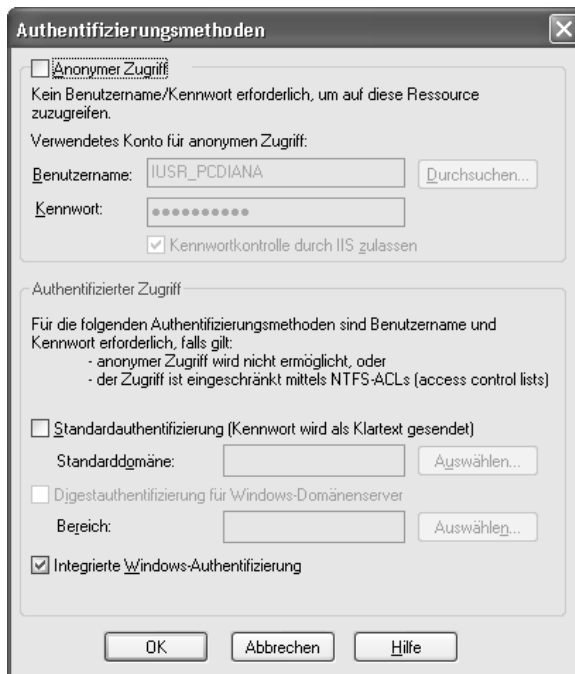 Authentifizierungsmethoden
Anonymer Zugriff
Kein Benutzername/Kennwort erforderlich, um auf diese Ressource
zuzugreifen.
Verwendetes Konto für anonymen Zugriff:
Benutzername: IUSR_PCDIANA Durchsuchen...
Kennwort: ●●●●●●●●●●
Kennwortkontrolle durch IIS zulassen
Authentifizierter Zugriff
Für die folgenden Authentifizierungsmethoden sind Benutzername und
Kennwort erforderlich, falls gilt:
- anonymer Zugriff wird nicht ermöglicht, oder
- der Zugriff ist eingeschränkt mittels NTFS-ACLs (access control lists)
Standardauthentifizierung (Kennwort wird als Klartext gesendet)
Standarddomäne: Auswählen...
Digestauthentifizierung für Windows-Domänenserver
Bereich: Auswählen...
Integrierte Windows-Authentifizierung
OK Abbrechen Hilfe